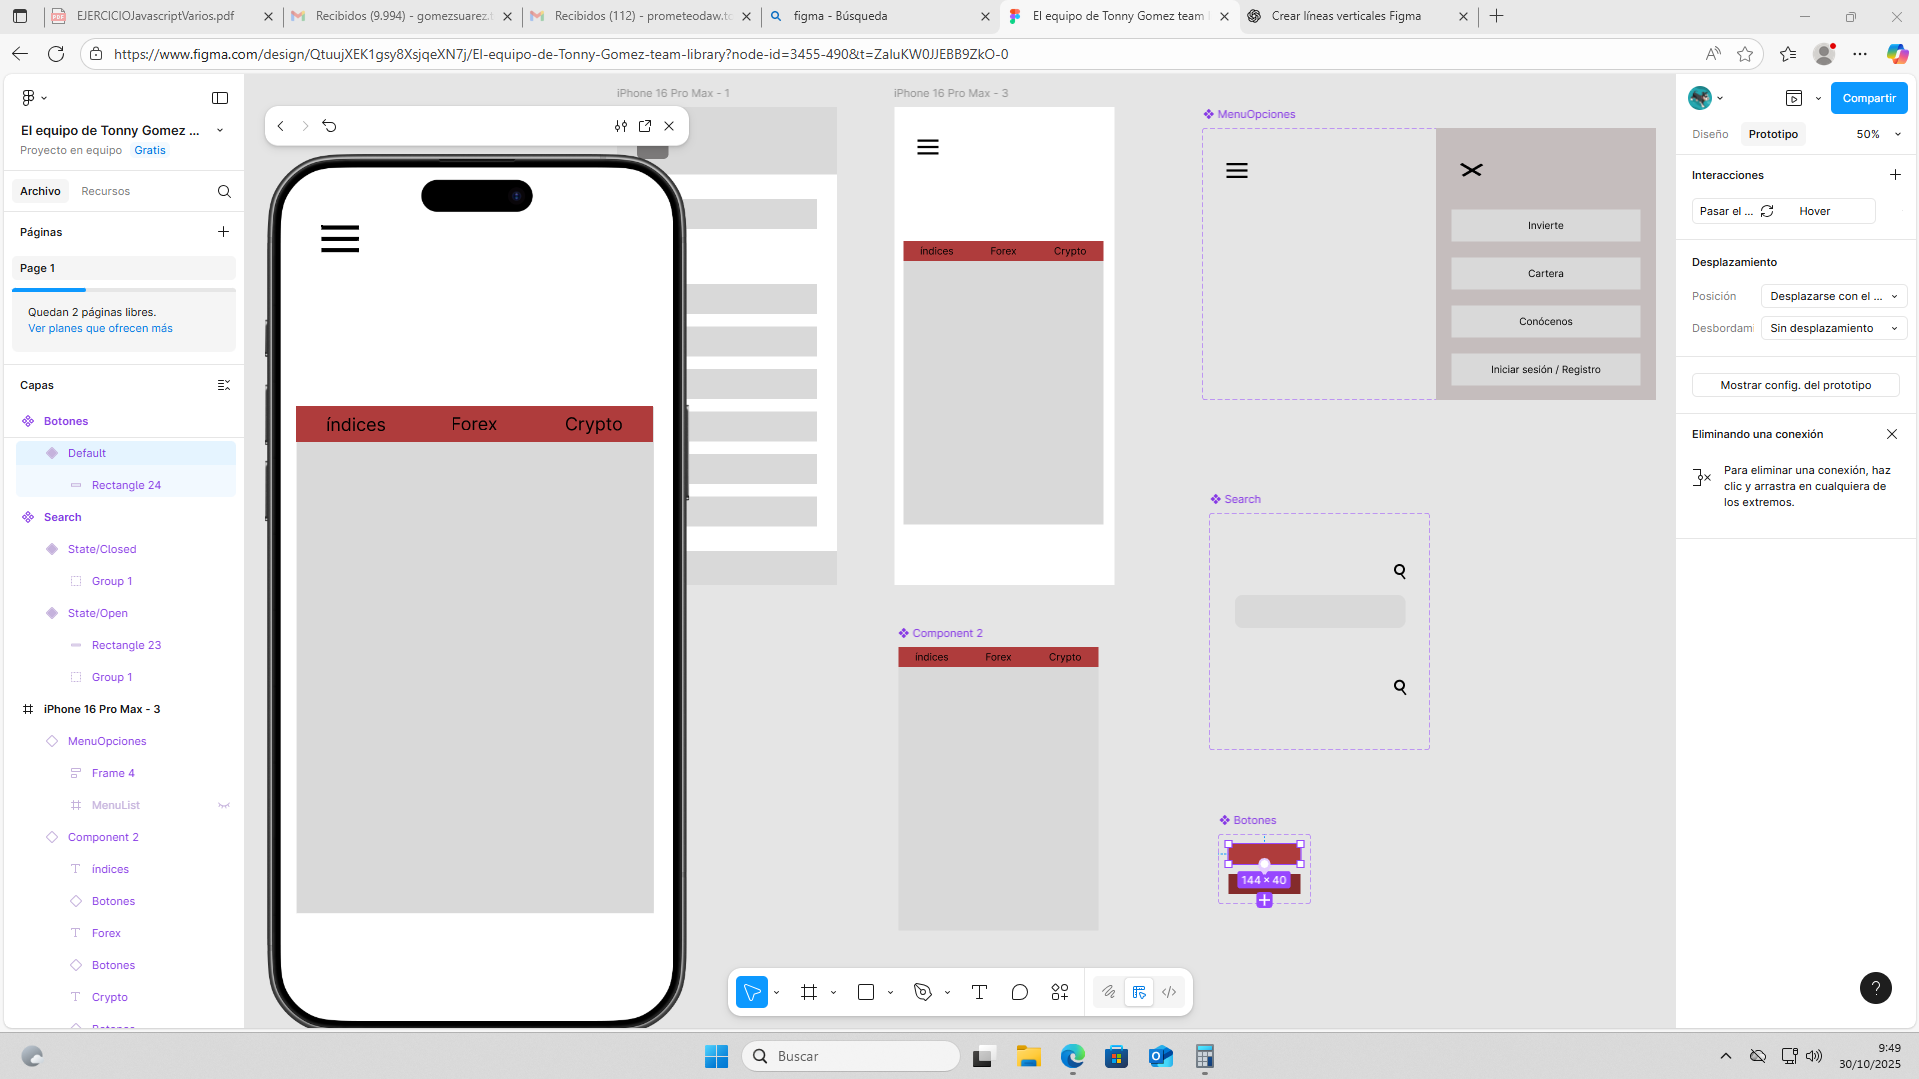 EJERCICIOJavascriptVarios.pdf
Recibidos (9.994) - gomezsuarez.t
Recibidos (112) - prometeodaw.tc
figma - Búsqueda
El equipo de Tonny Gomez team l
Crear líneas verticales Figma
https://www.figma.com/design/QtuujXEK1gsy8XsjqeXN7j/El-equipo-de-Tonny-Gomez-team-library?node-id=3455-490&t=ZaluKW0JJEBB9ZkO-0
El equipo de Tonny Gomez ...
Proyecto en equipo Gratis
Archivo Recursos
Páginas
Page 1
Quedan 2 páginas libres.
Ver planes que ofrecen más
Capas
Botones
Default
Rectangle 24
Search
State/Closed
Group 1
State/Open
Rectangle 23
Group 1
iPhone 16 Pro Max - 3
MenuOpciones
Frame 4
MenuList
Component 2
índices
Botones
Forex
Botones
Crypto
Botones
iPhone 16 Pro Max - 1
índices Forex Crypto
iPhone 16 Pro Max - 3
índices Forex Crypto
Component 2
índices Forex Crypto
MenuOpciones
Invierte
Cartera
Conócenos
Iniciar sesión / Registro
Search
Botones
144 × 40
Compartir
Diseño Prototipo 50%
Interacciones
Pasar el ... Hover
Desplazamiento
Posición Desplazarse con el ...
Desbordami Sin desplazamiento
Mostrar config. del prototipo
Eliminando una conexión
Para eliminar una conexión, haz
clic y arrastra en cualquiera de
los extremos.
?
Buscar
9:49
30/10/2025